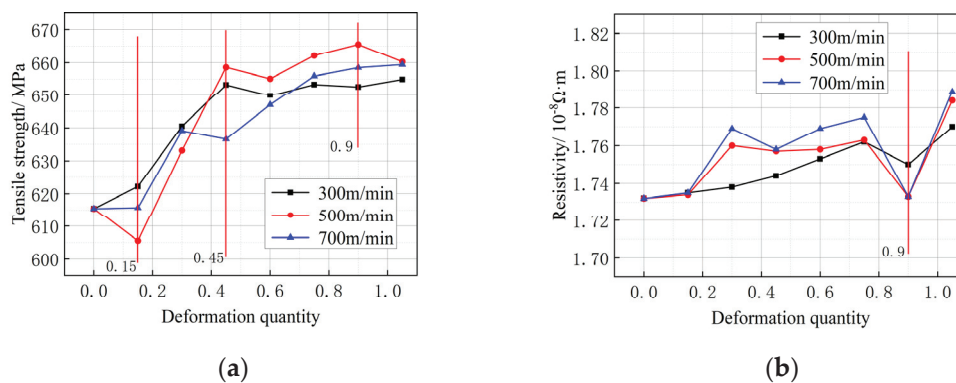 Tensile strength/ MPa
670
660
650
640
630
620
610
600
0.15
0.45
0.9
300m/min
500m/min
700m/min
0.0 0.2 0.4 0.6 0.8 1.0
Deformation quantity
(a)
Resistivity/ 10⁻⁸Ω·m
1.82
1.80
1.78
1.76
1.74
1.72
1.70
300m/min
500m/min
700m/min
0.9
0.0 0.2 0.4 0.6 0.8 1.0
Deformation quantity
(b)